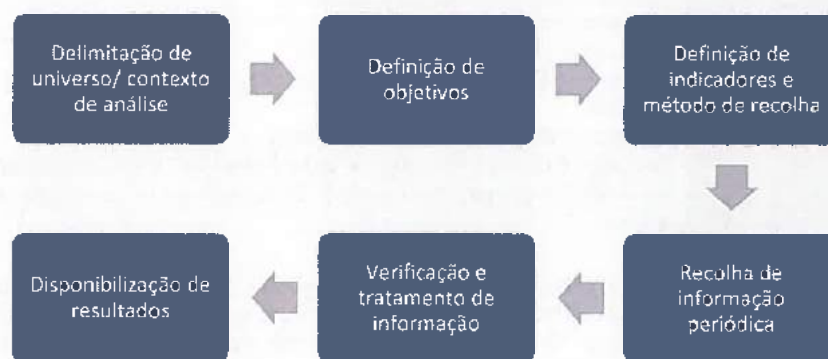 Delimitação de
universo/ contexto
de análise
Definição de
objetivos
Definição de
indicadores e
método de recolha
Recolha de
informação
periódica
Verificação e
tratamento de
informação
Disponibilização de
resultados